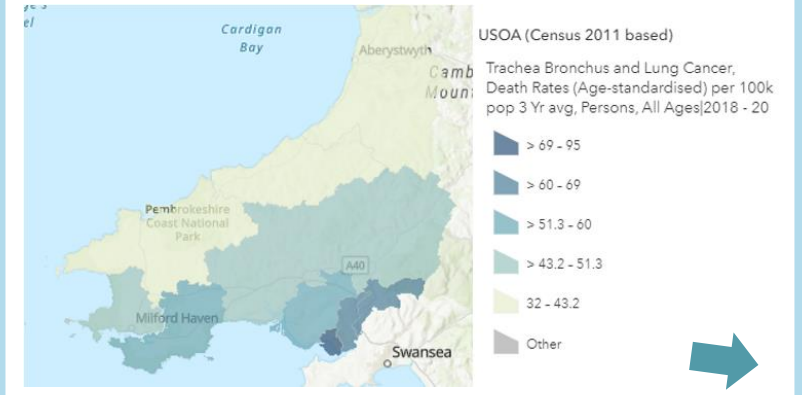 Cardigan
Bay
Aberystwyth
Camb
Mount
Pembrokeshire
Coast National
Park
A40
Milford Haven
Swansea
USOA (Census 2011 based)
Trachea Bronchus and Lung Cancer,
Death Rates (Age-standardised) per 100k
pop 3 Yr avg, Persons, All Ages|2018 - 20
> 69 - 95
> 60 - 69
> 51.3 - 60
> 43.2 - 51.3
32 - 43.2
Other